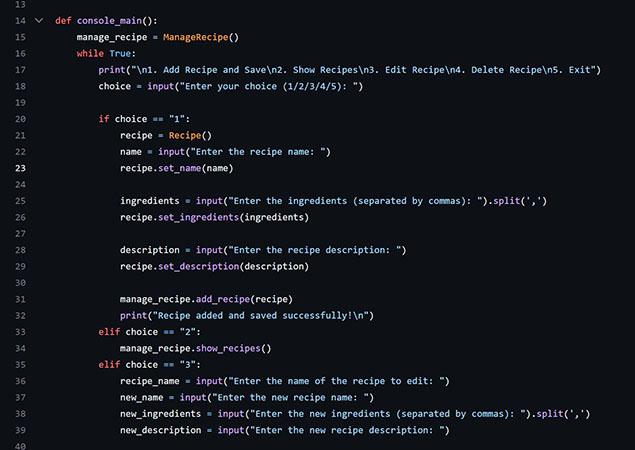 13
14 def console_main():
15     manage_recipe = ManageRecipe()
16     while True:
17         print("\n1. Add Recipe and Save\n2. Show Recipes\n3. Edit Recipe\n4. Delete Recipe\n5. Exit")
18         choice = input("Enter your choice (1/2/3/4/5): ")
19
20         if choice == "1":
21             recipe = Recipe()
22             name = input("Enter the recipe name: ")
23             recipe.set_name(name)
24
25             ingredients = input("Enter the ingredients (separated by commas): ").split(',')
26             recipe.set_ingredients(ingredients)
27
28             description = input("Enter the recipe description: ")
29             recipe.set_description(description)
30
31             manage_recipe.add_recipe(recipe)
32             print("Recipe added and saved successfully!\n")
33         elif choice == "2":
34             manage_recipe.show_recipes()
35         elif choice == "3":
36             recipe_name = input("Enter the name of the recipe to edit: ")
37             new_name = input("Enter the new recipe name: ")
38             new_ingredients = input("Enter the new ingredients (separated by commas): ").split(',')
39             new_description = input("Enter the new recipe description: ")
40